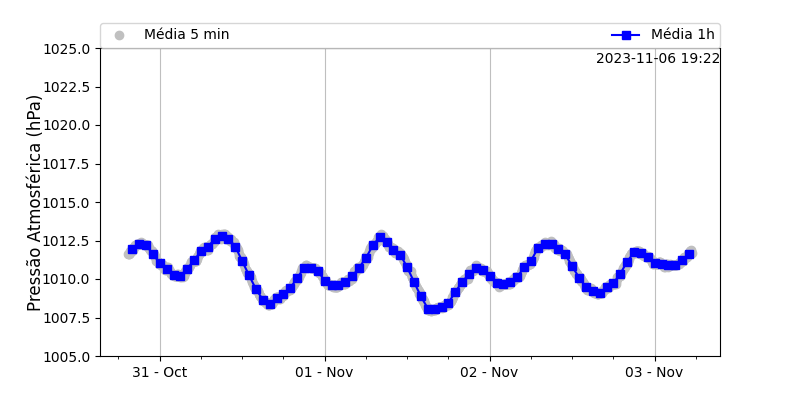 Média 5 min
Média 1h
2023-11-06 19:22
Pressão Atmosférica (hPa)
1025.0
1022.5
1020.0
1017.5
1015.0
1012.5
1010.0
1007.5
1005.0
31 - Oct
01 - Nov
02 - Nov
03 - Nov